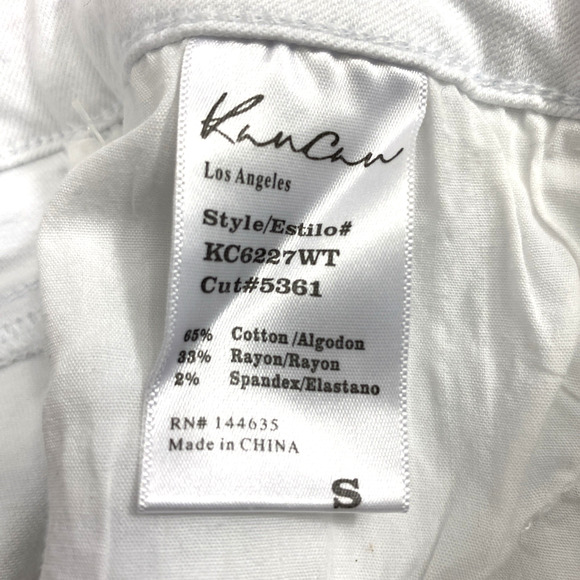 KanCan
Los Angeles
Style/Estilo#
KC6227WT
Cut#5361
65% Cotton/Algodon
33% Rayon/Rayon
2% Spandex/Elastano
RN# 144635
Made in CHINA
S